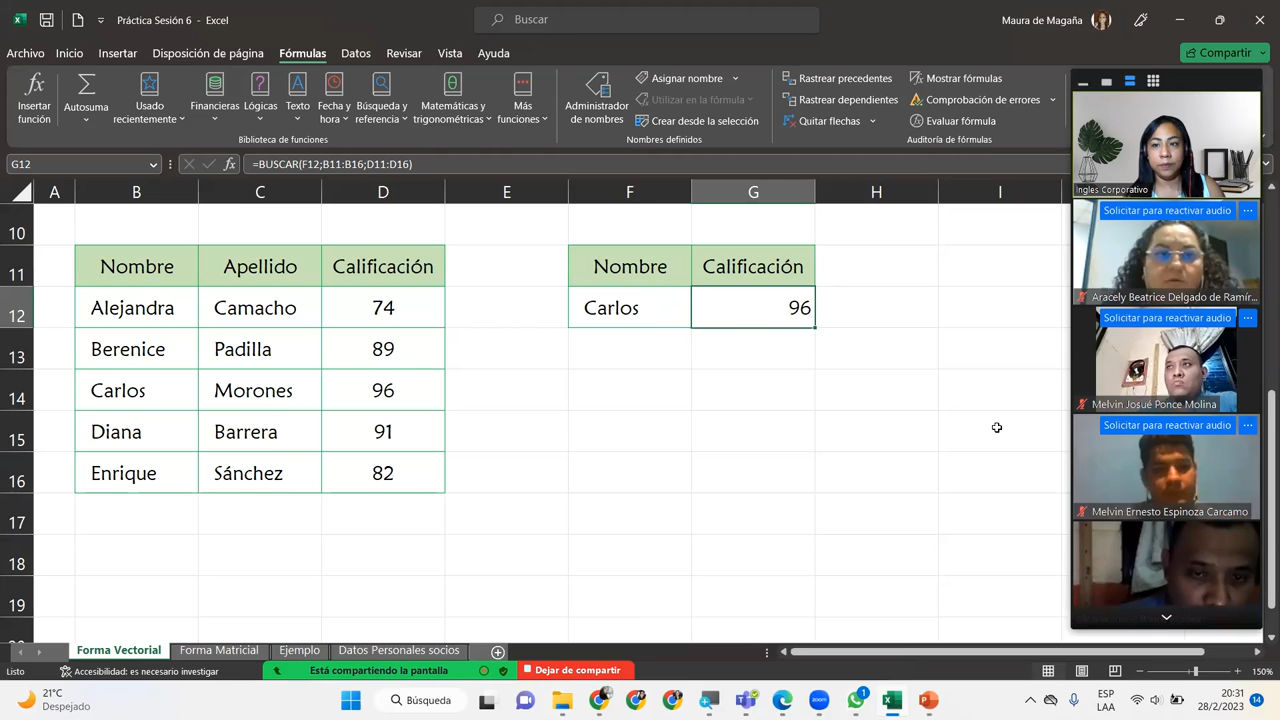 Práctica Sesión 6 - Excel
Buscar
Maura de Magaña
Archivo Inicio Insertar Disposición de página Fórmulas Datos Revisar Vista Ayuda
Compartir
Insertar función
Autosuma
Usado recientemente
Financieras
Lógicas
Texto
Fecha y hora
Búsqueda y referencia
Matemáticas y trigonométricas
Más funciones
Biblioteca de funciones
Administrador de nombres
Asignar nombre
Utilizar en la fórmula
Crear desde la selección
Nombres definidos
Rastrear precedentes
Rastrear dependientes
Quitar flechas
Mostrar fórmulas
Comprobación de errores
Evaluar fórmula
Auditoría de fórmulas
G12
fx
=BUSCAR(F12;B11:B16;D11:D16)
A B C D E F G H I
10
11 Nombre Apellido Calificación Nombre Calificación
12 Alejandra Camacho 74 Carlos 96
13 Berenice Padilla 89
14 Carlos Morones 96
15 Diana Barrera 91
16 Enrique Sánchez 82
17
18
19
Ingles Corporativo
Solicitar para reactivar audio
Aracely Beatrice Delgado de Ramír...
Solicitar para reactivar audio
Melvin Josué Ponce Molina
Solicitar para reactivar audio
Melvin Ernesto Espinoza Carcamo
Forma Vectorial Forma Matricial Ejemplo Datos Personales socios
Listo
Accesibilidad: es necesario investigar
Está compartiendo la pantalla
Dejar de compartir
150%
21°C
Despejado
Búsqueda
1
ESP
LAA
20:31
28/2/2023
14